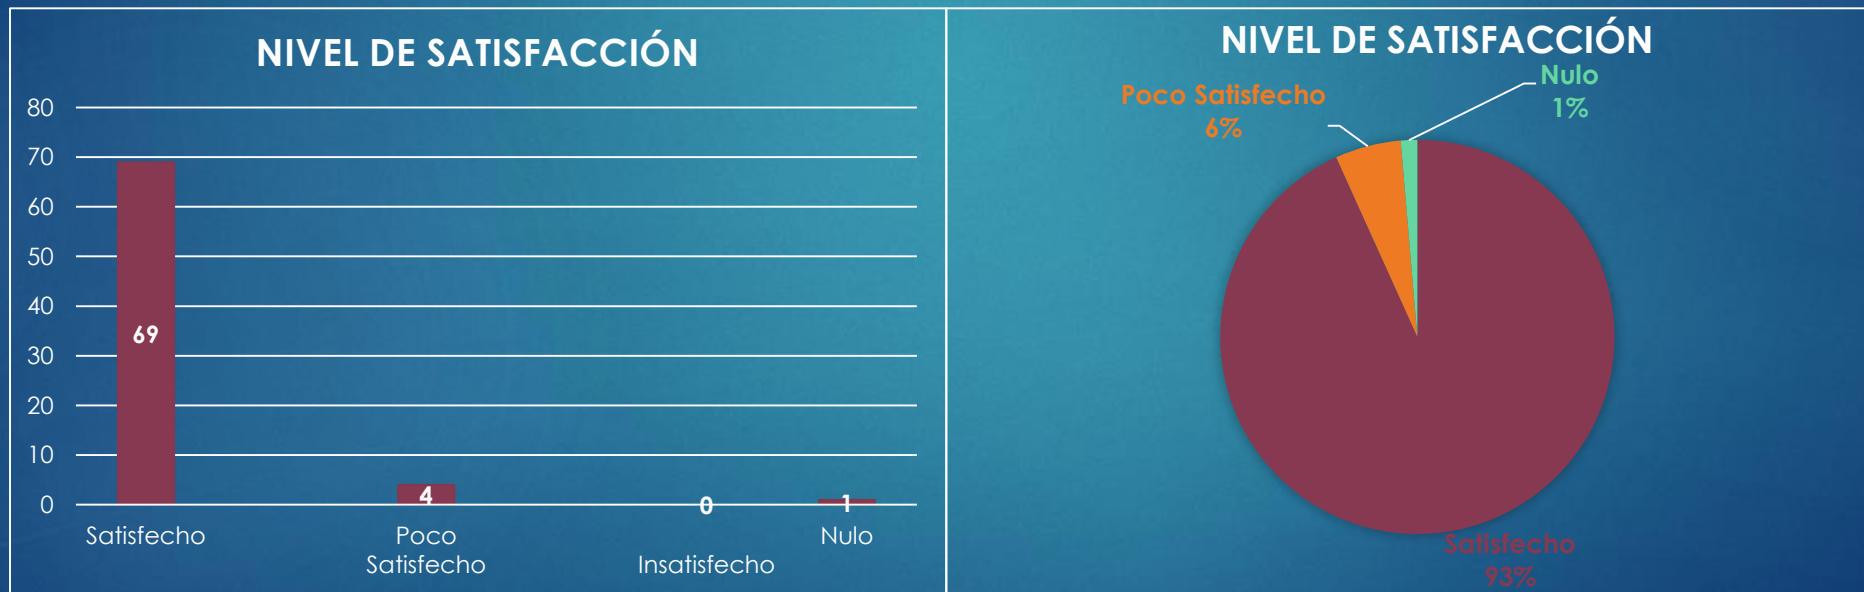 NIVEL DE SATISFACCIÓN
80
70
60
50
40
30
20
10
0
69
4
0
1
Satisfecho
Poco
Satisfecho
Insatisfecho
Nulo
NIVEL DE SATISFACCIÓN
Poco Satisfecho
6%
Nulo
1%
Satisfecho
93%